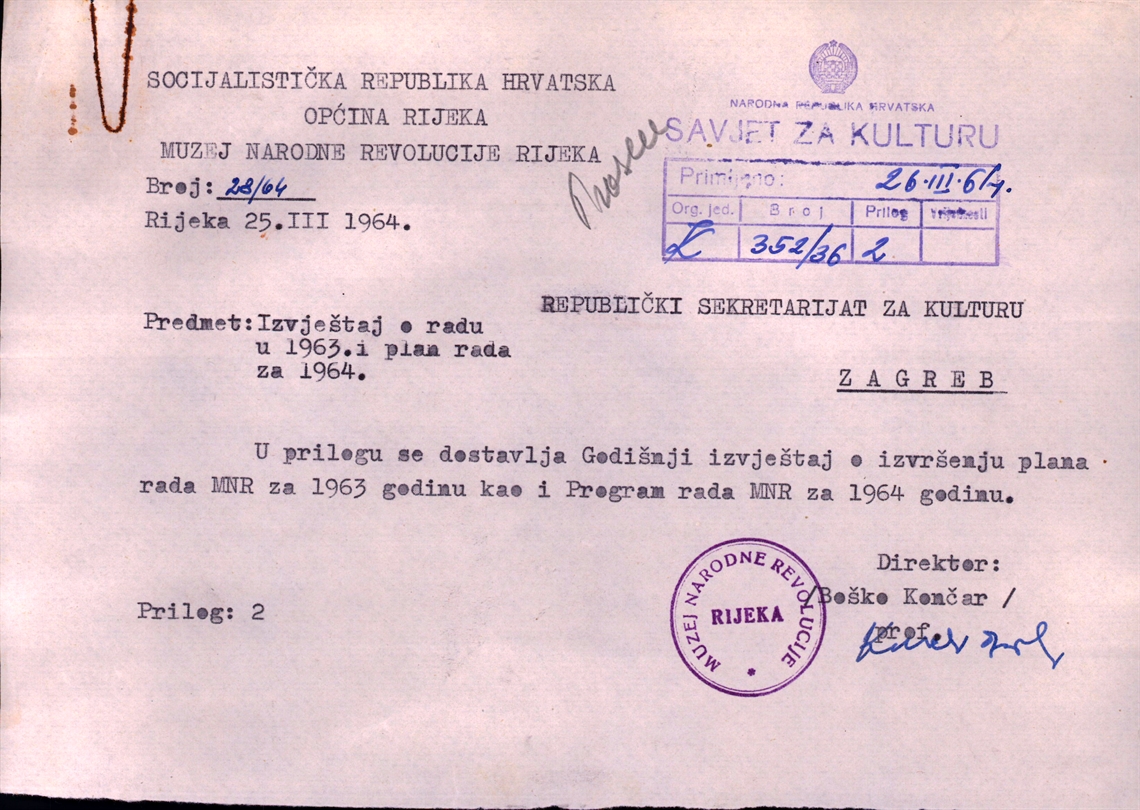 SOCIJALISTIČKA REPUBLIKA HRVATSKA
OPĆINA RIJEKA
MUZEJ NARODNE REVOLUCIJE RIJEKA
Broj: 28/64
Rijeka 25.III 1964.
NARODNA REPUBLIKA HRVATSKA
SAVJET ZA KULTURU
Primljeno: 26.III.64.
Org. jed. Broj Prilog Vrijednosti
K 352/36 2
REPUBLIČKI SEKRETARIJAT ZA KULTURU
ZAGREB
Predmet: Izvještaj o radu
u 1963. i plan rada
za 1964.
U prilogu se dostavlja Godišnji izvještaj o izvršenju plana
rada MNR za 1963 godinu kao i Program rada MNR za 1964 godinu.
Direktor:
/Boško Končar /
prof.
MUZEJ NARODNE REVOLUCIJE
RIJEKA
Prilog: 2